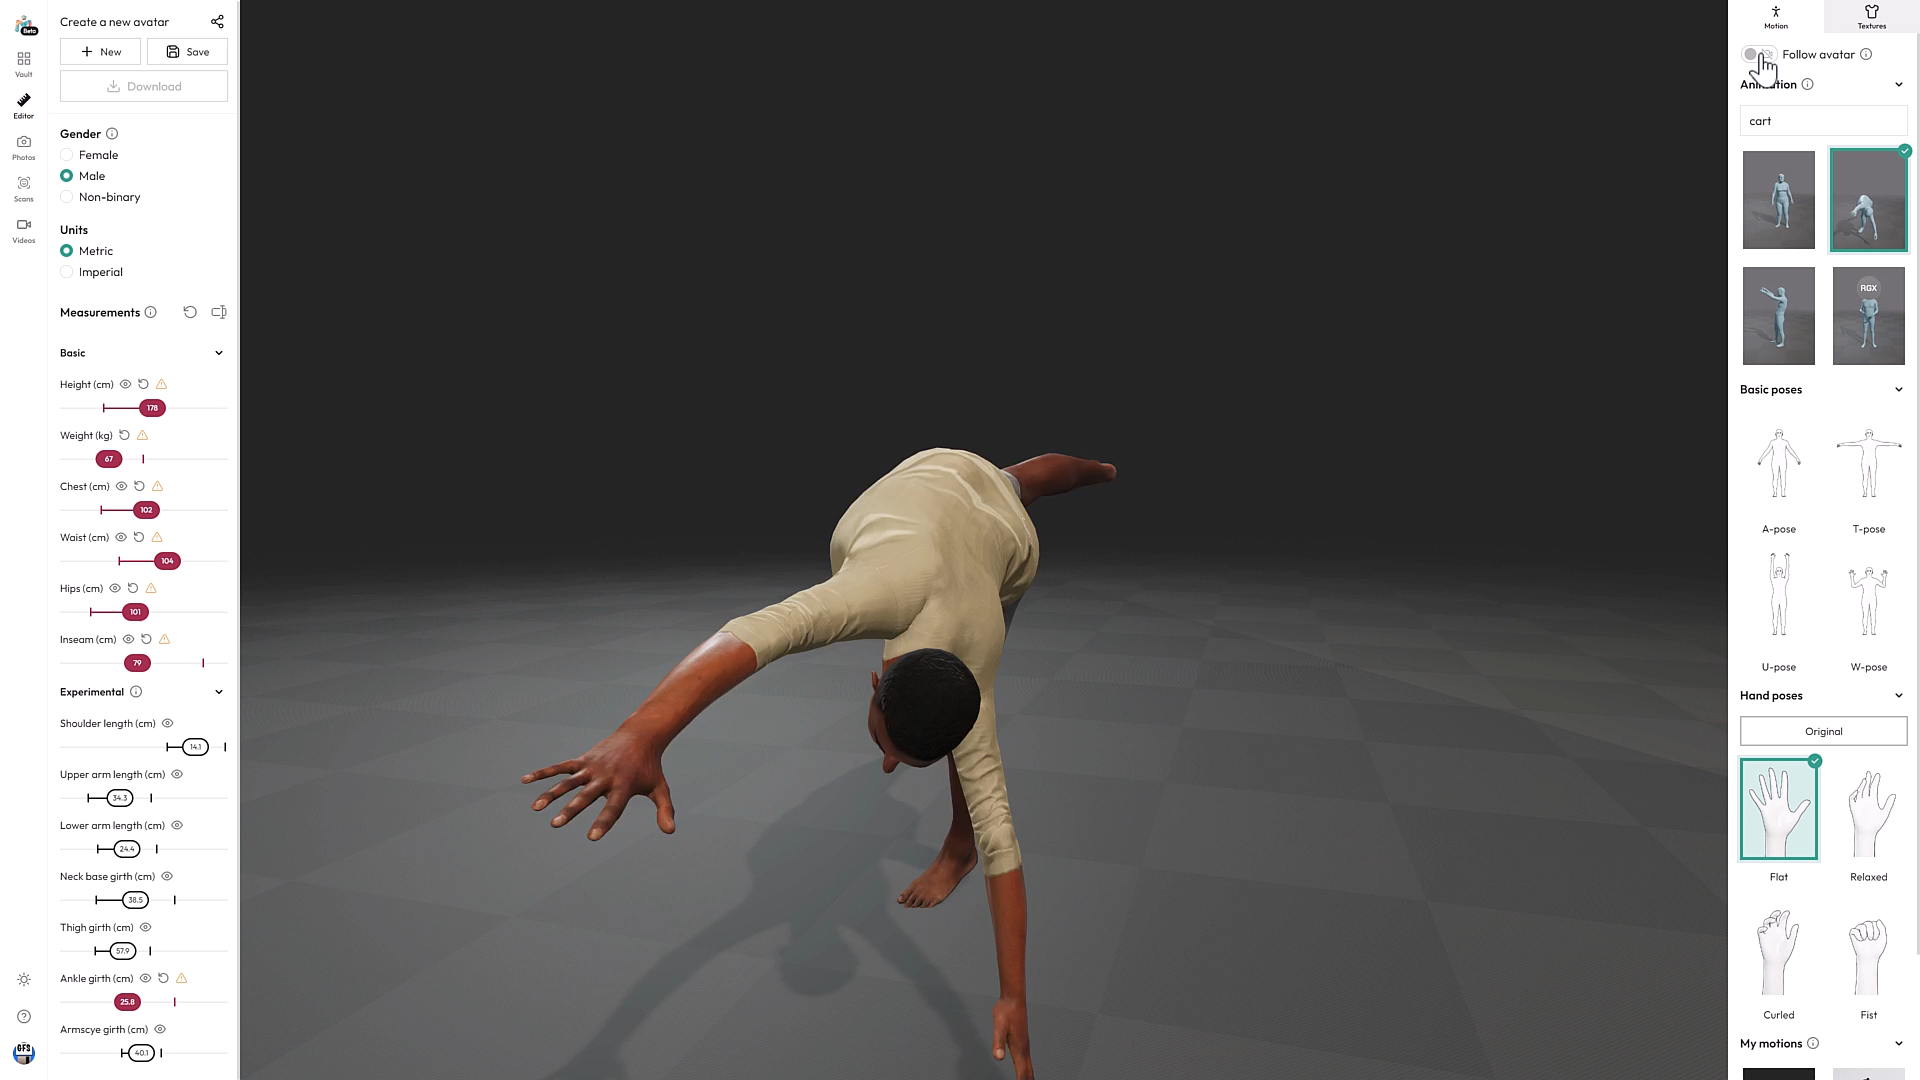 Beta
Vault
Editor
Photos
Scans
Videos
GFS
Create a new avatar
New
Save
Download
Gender
Female
Male
Non-binary
Units
Metric
Imperial
Measurements
Basic
Height (cm)
178
Weight (kg)
67
Chest (cm)
102
Waist (cm)
104
Hips (cm)
101
Inseam (cm)
79
Experimental
Shoulder length (cm)
14.1
Upper arm length (cm)
34.3
Lower arm length (cm)
24.4
Neck base girth (cm)
38.5
Thigh girth (cm)
57.9
Ankle girth (cm)
25.8
Armscye girth (cm)
40.1
Motion
Textures
Follow avatar
Animation
cart
RGX
Basic poses
A-pose
T-pose
U-pose
W-pose
Hand poses
Original
Flat
Relaxed
Curled
Fist
My motions